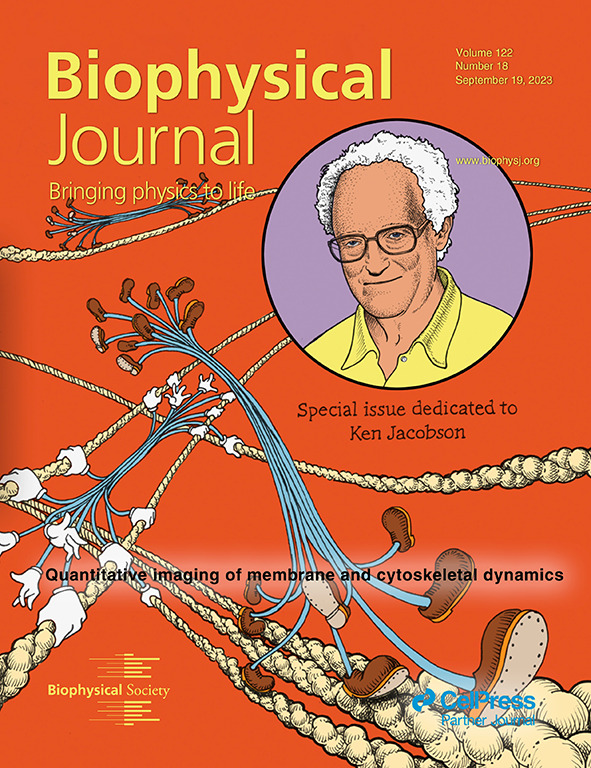 Biophysical
Journal
Bringing physics to life
Volume 122
Number 18
September 19, 2023
www.biophysj.org
Special issue dedicated to
Ken Jacobson
Quantitative imaging of membrane and cytoskeletal dynamics
Biophysical Society
CellPress
Partner Journal